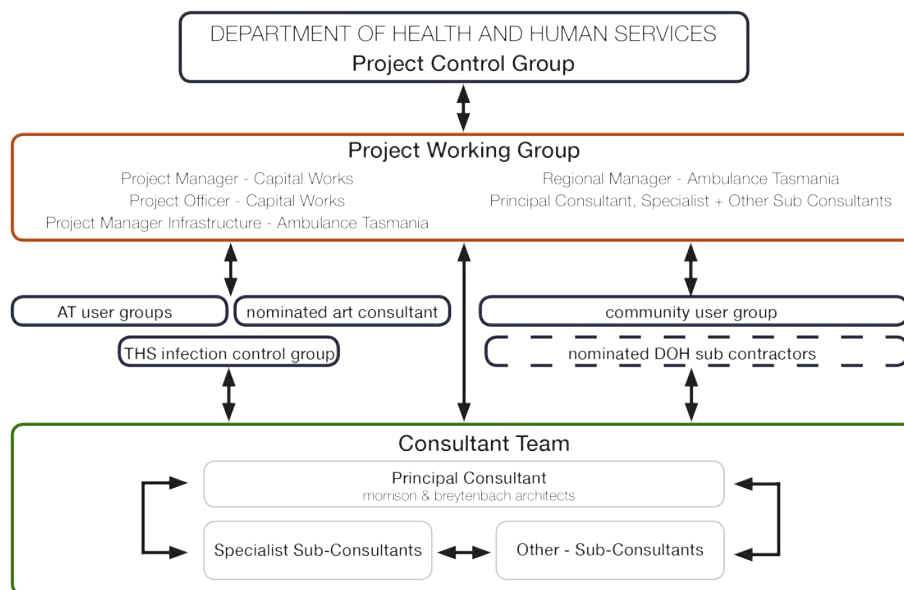 DEPARTMENT OF HEALTH AND HUMAN SERVICES
Project Control Group
Project Working Group
Project Manager - Capital Works
Project Officer - Capital Works
Project Manager Infrastructure - Ambulance Tasmania
Regional Manager - Ambulance Tasmania
Principal Consultant, Specialist + Other Sub Consultants
AT user groups
nominated art consultant
THS infection control group
community user group
nominated DOH sub contractors
Consultant Team
Principal Consultant
morrison & breytenbach architects
Specialist Sub-Consultants
Other - Sub-Consultants